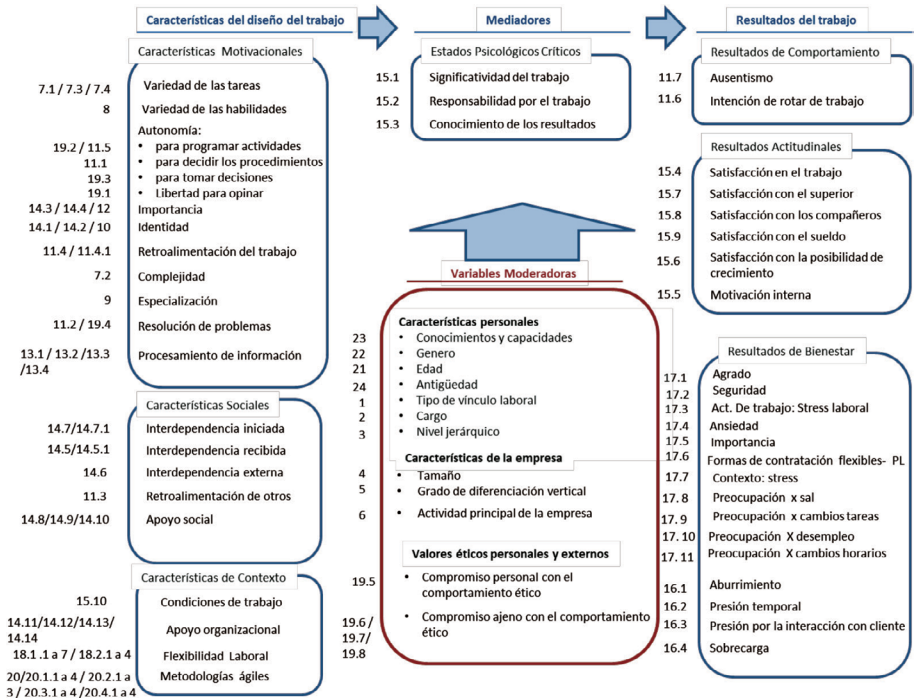 Características del diseño del trabajo
Características Motivacionales
7.1 / 7.3 / 7.4 Variedad de las tareas
8 Variedad de las habilidades
Autonomía:
19.2 / 11.5 • para programar actividades
11.1 • para decidir los procedimientos
19.3 • para tomar decisiones
19.1 • Libertad para opinar
14.3 / 14.4 / 12 Importancia
14.1 / 14.2 / 10 Identidad
11.4 / 11.4.1 Retroalimentación del trabajo
7.2 Complejidad
9 Especialización
11.2 / 19.4 Resolución de problemas
13.1 / 13.2 /13.3 Procesamiento de información
/13.4
Características Sociales
14.7/14.7.1 Interdependencia iniciada
14.5/14.5.1 Interdependencia recibida
14.6 Interdependencia externa
11.3 Retroalimentación de otros
14.8/14.9/14.10 Apoyo social
Características de Contexto
15.10 Condiciones de trabajo
14.11/14.12/14.13/ Apoyo organizacional
14.14
18.1 .1 a 7 / 18.2.1 a 4 Flexibilidad Laboral
20/20.1.1 a 4 / 20.2.1 a Metodologías ágiles
3 / 20.3.1 a 4 /20.4.1 a 4
Mediadores
Estados Psicológicos Críticos
15.1 Significatividad del trabajo
15.2 Responsabilidad por el trabajo
15.3 Conocimiento de los resultados
Variables Moderadoras
Características personales
23 • Conocimientos y capacidades
22 • Genero
21 • Edad
24 • Antigüedad
1 • Tipo de vínculo laboral
2 • Cargo
3 • Nivel jerárquico
Características de la empresa
4 • Tamaño
5 • Grado de diferenciación vertical
6 • Actividad principal de la empresa
Valores éticos personales y externos
19.5 • Compromiso personal con el
comportamiento ético
19.6 / • Compromiso ajeno con el comportamiento
19.7/ ético
19.8
Resultados del trabajo
Resultados de Comportamiento
11.7 Ausentismo
11.6 Intención de rotar de trabajo
Resultados Actitudinales
15.4 Satisfacción en el trabajo
15.7 Satisfacción con el superior
15.8 Satisfacción con los compañeros
15.9 Satisfacción con el sueldo
15.6 Satisfacción con la posibilidad de
crecimiento
15.5 Motivación interna
Resultados de Bienestar
17.1 Agrado
17.2 Seguridad
17.3 Act. De trabajo: Stress laboral
17.4 Ansiedad
17.5 Importancia
17.6 Formas de contratación flexibles- PL
17.7 Contexto: stress
17. 8 Preocupación x sal
17. 9 Preocupación x cambios tareas
17. 10 Preocupación X desempleo
17. 11 Preocupación X cambios horarios
16.1 Aburrimiento
16.2 Presión temporal
16.3 Presión por la interacción con cliente
16.4 Sobrecarga